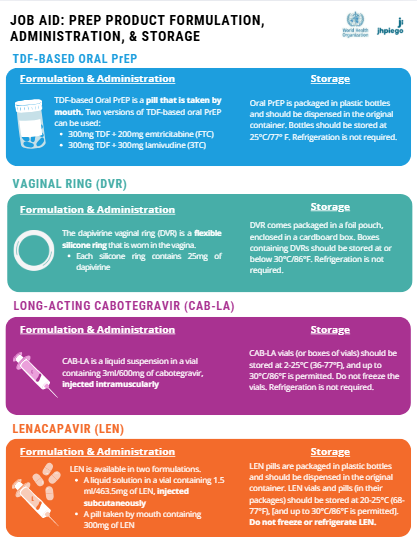 JOB AID: PREP PRODUCT FORMULATION,
ADMINISTRATION, & STORAGE
World Health
Organization
jhpiego
TDF-BASED ORAL PrEP
Formulation & Administration
TDF-based Oral PrEP is a pill that is taken by
mouth. Two versions of TDF-based oral PrEP
can be used:
• 300mg TDF + 200mg emtricitabine (FTC)
• 300mg TDF + 300mg lamivudine (3TC)
Storage
Oral PrEP is packaged in plastic bottles
and should be dispensed in the original
container. Bottles should be stored at
25°C/77° F. Refrigeration is not required.
VAGINAL RING (DVR)
Formulation & Administration
The dapivirine vaginal ring (DVR) is a flexible
silicone ring that is worn in the vagina.
• Each silicone ring contains 25mg of
dapivirine
Storage
DVR comes packaged in a foil pouch,
enclosed in a cardboard box. Boxes
containing DVRs should be stored at or
below 30°C/86°F. Refrigeration is not
required.
LONG-ACTING CABOTEGRAVIR (CAB-LA)
Formulation & Administration
CAB-LA is a liquid suspension in a vial
containing 3ml/600mg of cabotegravir,
injected intramuscularly
Storage
CAB-LA vials (or boxes of vials) should be
stored at 2-25°C (36-77°F), and up to
30°C/86°F is permitted. Do not freeze the
vials. Refrigeration is not required.
LENACAPAVIR (LEN)
Formulation & Administration
LEN is available in two formulations.
• A liquid solution in a vial containing 1.5
ml/463.5mg of LEN, injected
subcutaneously
• A pill taken by mouth containing
300mg of LEN
Storage
LEN pills are packaged in plastic bottles
and should be dispensed in the original
container. LEN vials and pills (in their
packages) should be stored at 20-25°C (68-
77°F), [and up to 30°C/86°F is permitted].
Do not freeze or refrigerate LEN.